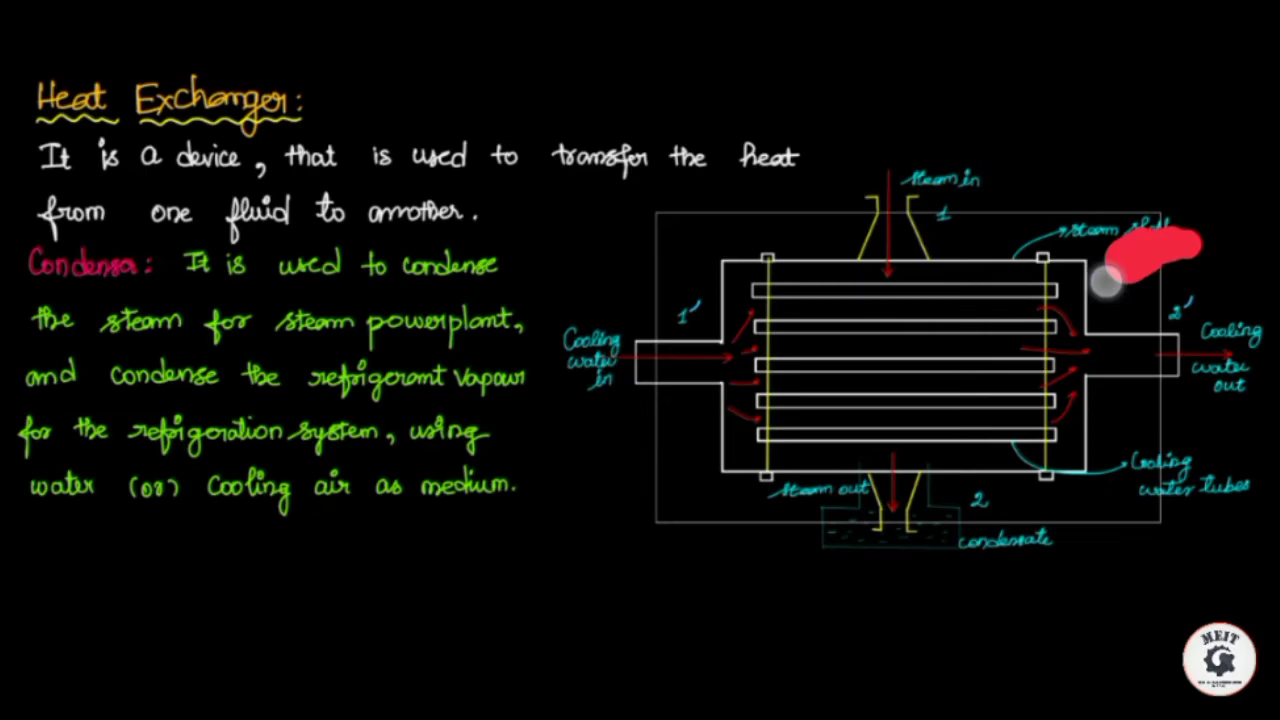 Heat Exchanger:
It is a device, that is used to transfer the heat
from one fluid to another.
Condensa: It is used to condense
the steam for steam powerplant,
and condense the refrigerant vapour
for the refrigeration system, using
water (or) cooling air as medium.
steam in
1
steam
1'
2'
Cooling
water
in
Cooling
water
out
steam out
2
Cooling
water tubes
condensate
MEIT